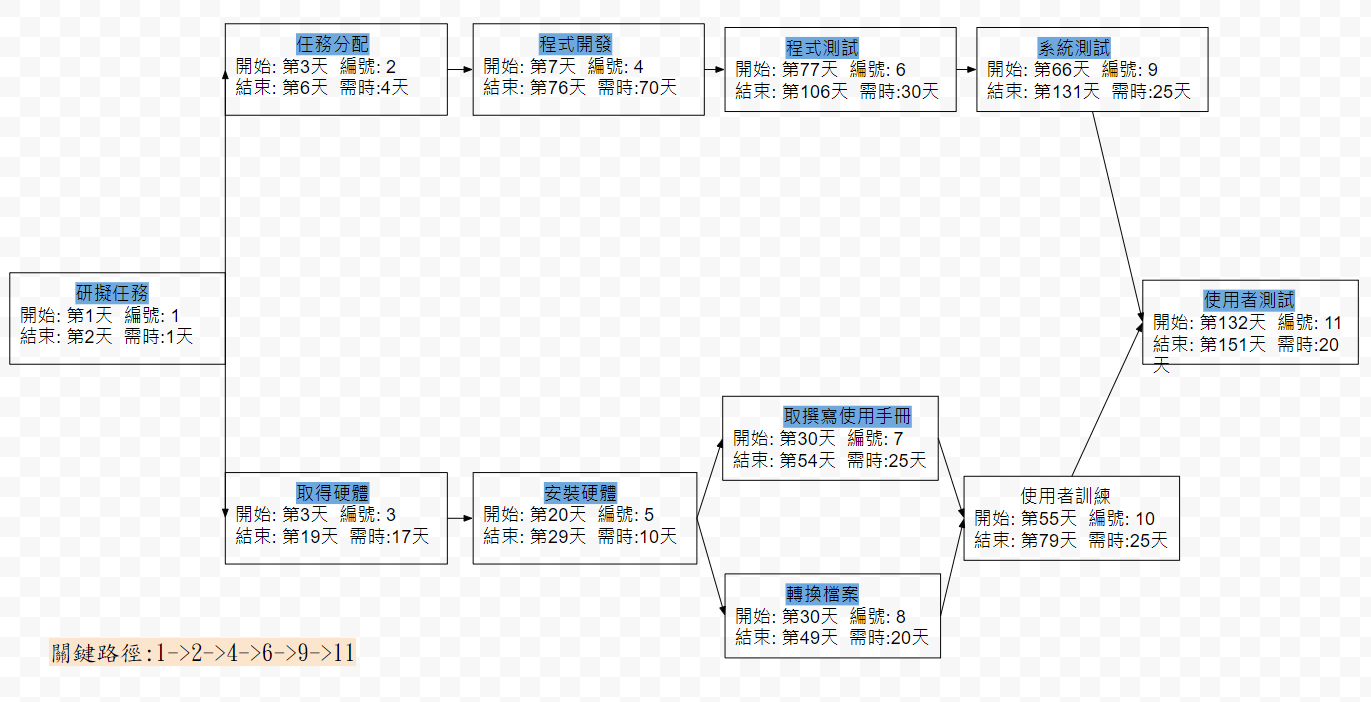 任務分配
開始: 第3天 編號: 2
結束: 第6天 需時:4天
程式開發
開始: 第7天 編號: 4
結束: 第76天 需時:70天
程式測試
開始: 第77天 編號: 6
結束: 第106天 需時:30天
系統測試
開始: 第66天 編號: 9
結束: 第131天 需時:25天
研擬任務
開始: 第1天 編號: 1
結束: 第2天 需時:1天
使用者測試
開始: 第132天 編號: 11
結束: 第151天 需時:20
天
取得硬體
開始: 第3天 編號: 3
結束: 第19天 需時:17天
安裝硬體
開始: 第20天 編號: 5
結束: 第29天 需時:10天
取撰寫使用手冊
開始: 第30天 編號: 7
結束: 第54天 需時:25天
轉換檔案
開始: 第30天 編號: 8
結束: 第49天 需時:20天
使用者訓練
開始: 第55天 編號: 10
結束: 第79天 需時:25天
關鍵路徑:1->2->4->6->9->11